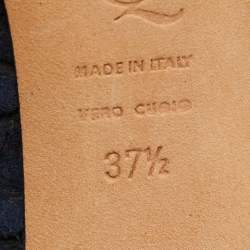 Q
MADE IN ITALY
VERO CUOIO
37½